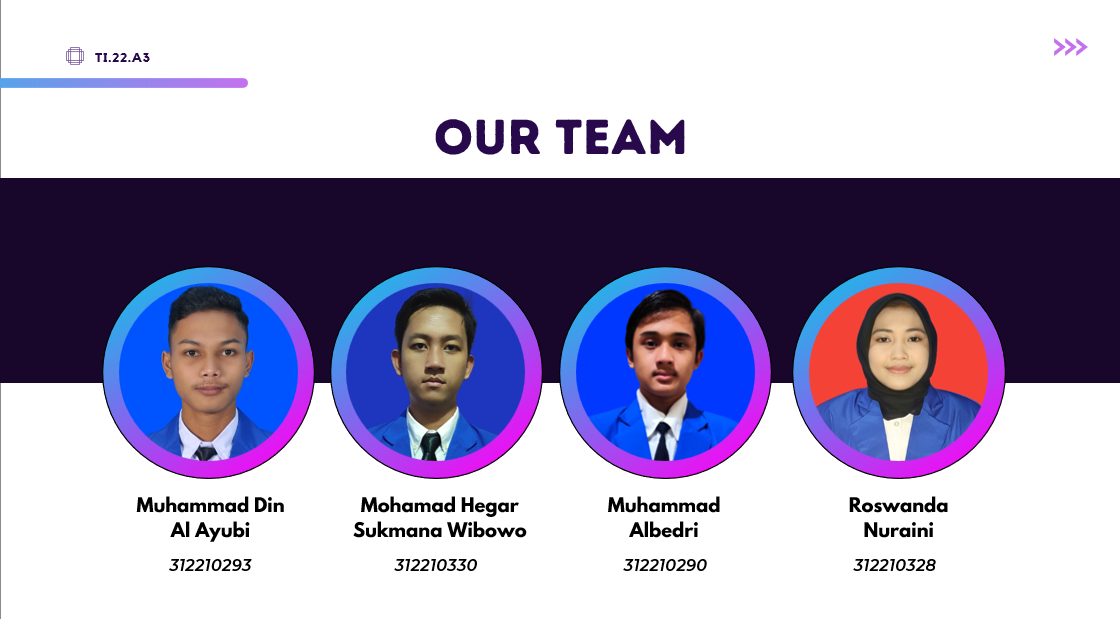 TI.22.A3
OUR TEAM
Muhammad Din
Al Ayubi
312210293
Mohamad Hegar
Sukmana Wibowo
312210330
Muhammad
Albedri
312210290
Roswanda
Nuraini
312210328